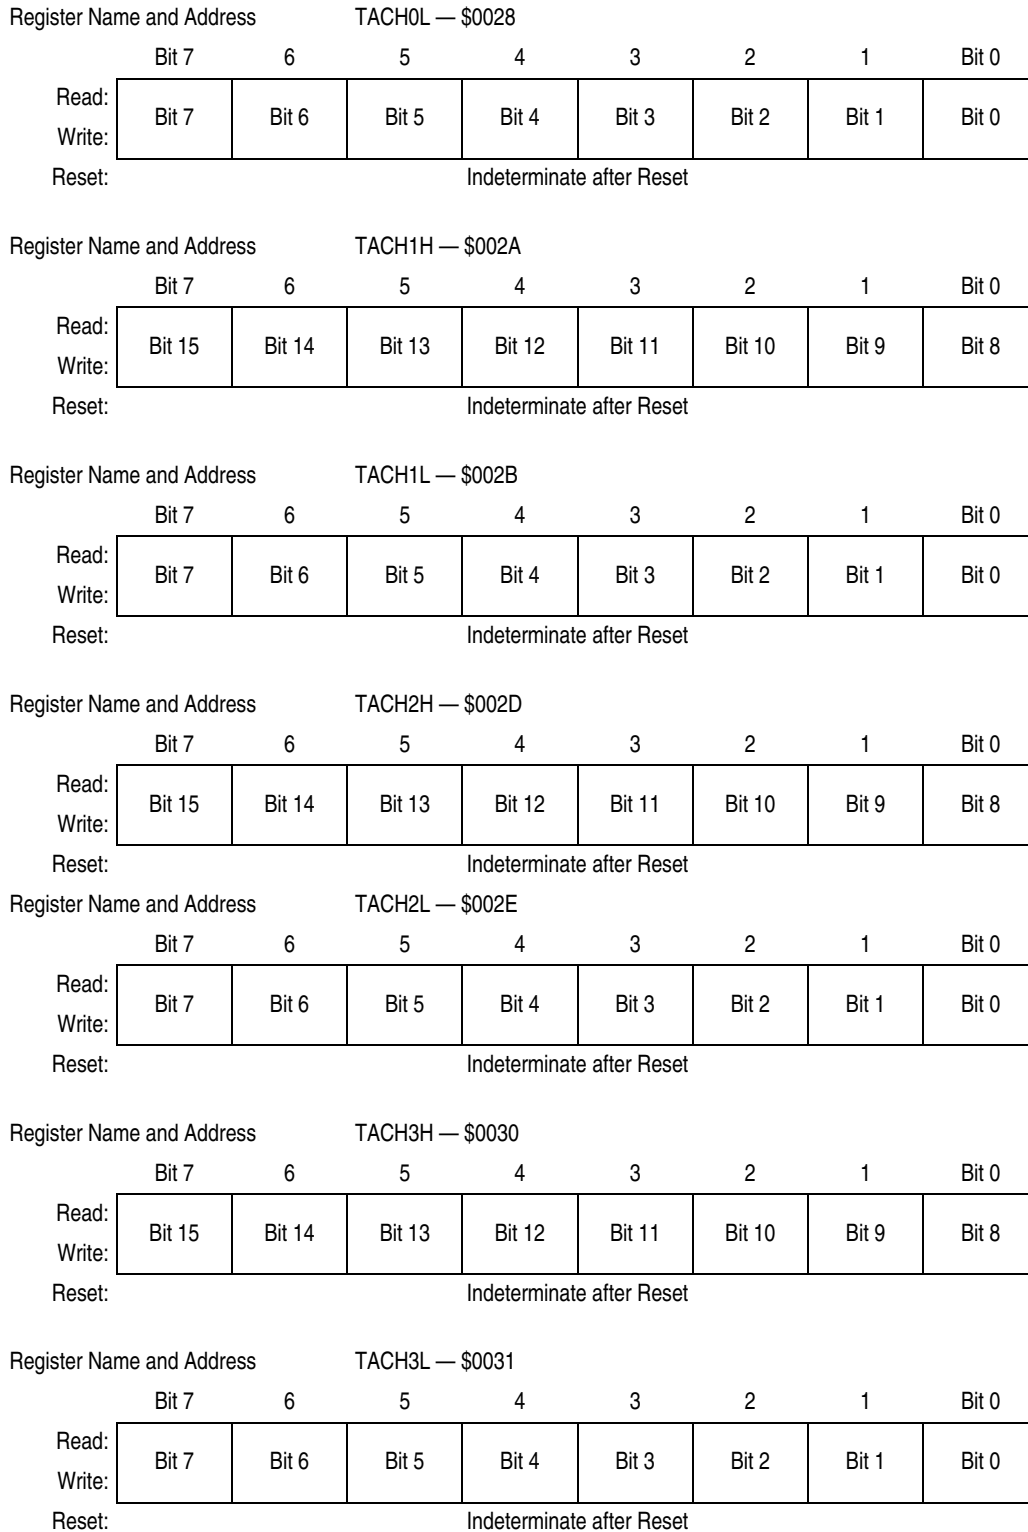 Register Name and Address TACH0L — $0028
Bit 7 6 5 4 3 2 1 Bit 0
Read:
Bit 7 Bit 6 Bit 5 Bit 4 Bit 3 Bit 2 Bit 1 Bit 0
Write:
Reset: Indeterminate after Reset
Register Name and Address TACH1H — $002A
Bit 7 6 5 4 3 2 1 Bit 0
Read:
Bit 15 Bit 14 Bit 13 Bit 12 Bit 11 Bit 10 Bit 9 Bit 8
Write:
Reset: Indeterminate after Reset
Register Name and Address TACH1L — $002B
Bit 7 6 5 4 3 2 1 Bit 0
Read:
Bit 7 Bit 6 Bit 5 Bit 4 Bit 3 Bit 2 Bit 1 Bit 0
Write:
Reset: Indeterminate after Reset
Register Name and Address TACH2H — $002D
Bit 7 6 5 4 3 2 1 Bit 0
Read:
Bit 15 Bit 14 Bit 13 Bit 12 Bit 11 Bit 10 Bit 9 Bit 8
Write:
Reset: Indeterminate after Reset
Register Name and Address TACH2L — $002E
Bit 7 6 5 4 3 2 1 Bit 0
Read:
Bit 7 Bit 6 Bit 5 Bit 4 Bit 3 Bit 2 Bit 1 Bit 0
Write:
Reset: Indeterminate after Reset
Register Name and Address TACH3H — $0030
Bit 7 6 5 4 3 2 1 Bit 0
Read:
Bit 15 Bit 14 Bit 13 Bit 12 Bit 11 Bit 10 Bit 9 Bit 8
Write:
Reset: Indeterminate after Reset
Register Name and Address TACH3L — $0031
Bit 7 6 5 4 3 2 1 Bit 0
Read:
Bit 7 Bit 6 Bit 5 Bit 4 Bit 3 Bit 2 Bit 1 Bit 0
Write:
Reset: Indeterminate after Reset